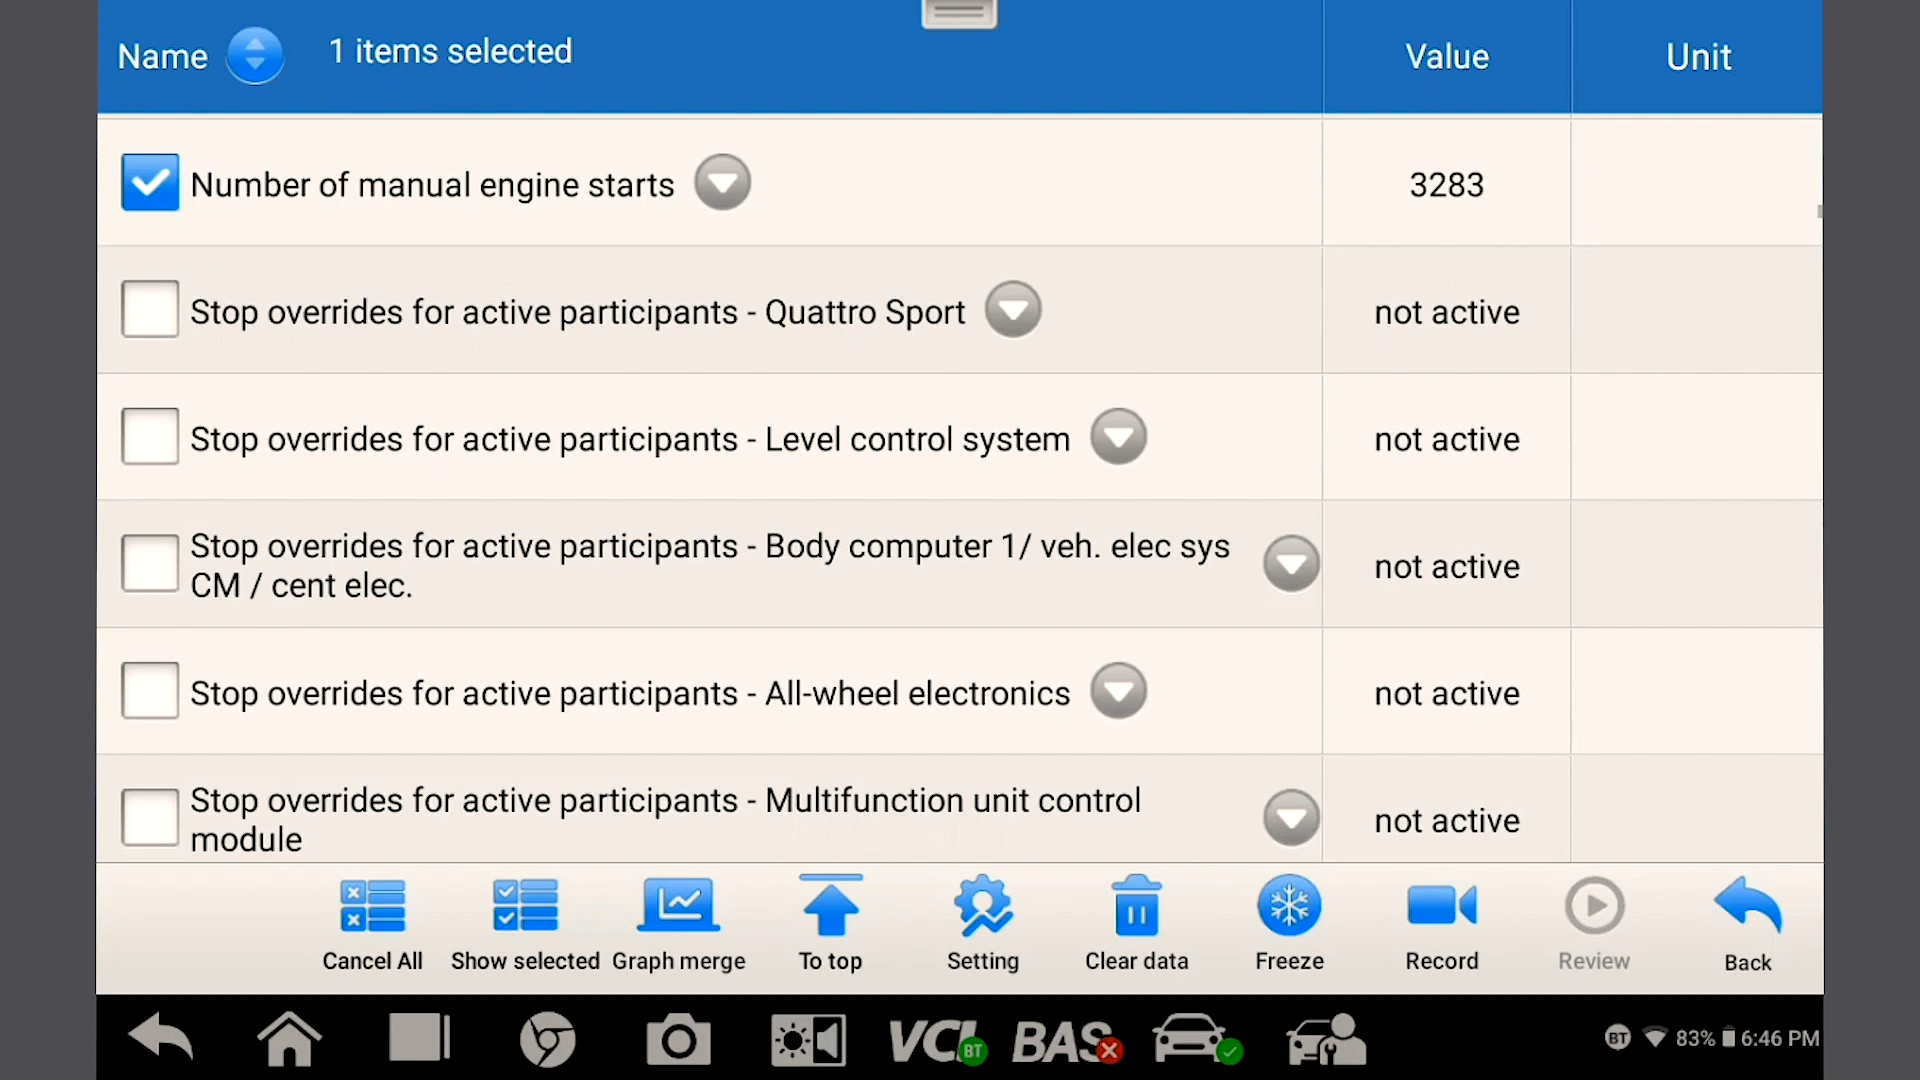 Name
1 items selected
Value
Unit
Number of manual engine starts
3283
Stop overrides for active participants - Quattro Sport
not active
Stop overrides for active participants - Level control system
not active
Stop overrides for active participants - Body computer 1/ veh. elec sys
CM / cent elec.
not active
Stop overrides for active participants - All-wheel electronics
not active
Stop overrides for active participants - Multifunction unit control
module
not active
Cancel All
Show selected
Graph merge
To top
Setting
Clear data
Freeze
Record
Review
Back
VCI
BT
BAS
BT
83%
6:46 PM